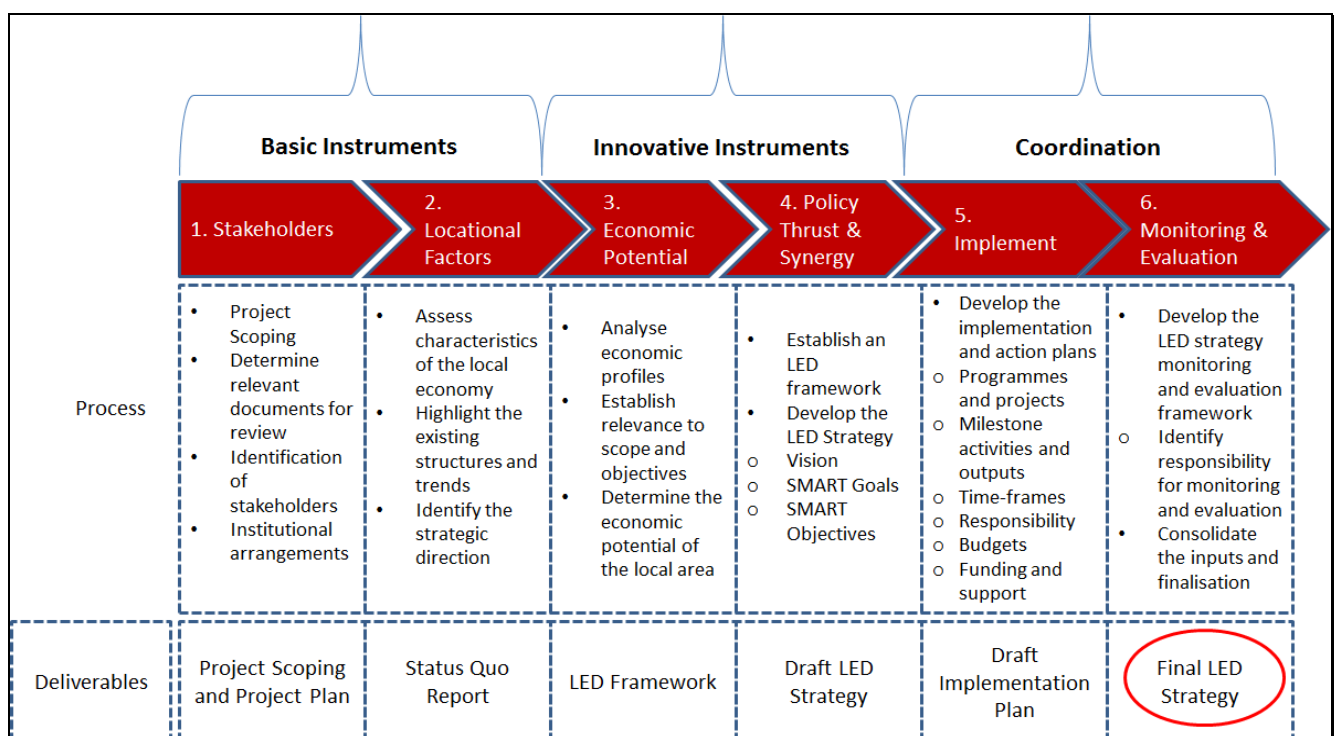 Basic Instruments
Innovative Instruments
Coordination
1. Stakeholders
2.
Locational
Factors
3.
Economic
Potential
4. Policy
Thrust &
Synergy
5.
Implement
6.
Monitoring &
Evaluation
Process
• Project
Scoping
• Determine
relevant
documents for
review
• Identification
of
stakeholders
• Institutional
arrangements
• Assess
characteristics
of the local
economy
• Highlight the
existing
structures and
trends
• Identify the
strategic
direction
• Analyse
economic
profiles
• Establish
relevance to
scope and
objectives
• Determine the
economic
potential of
the local area
• Establish an
LED
framework
• Develop the
LED Strategy
o Vision
o SMART Goals
o SMART
Objectives
• Develop the
implementation
and action plans
o Programmes
and projects
o Milestone
activities and
outputs
o Time-frames
o Responsibility
o Budgets
o Funding and
support
• Develop the
LED strategy
monitoring
and evaluation
framework
o Identify
responsibility
for monitoring
and evaluation
• Consolidate
the inputs and
finalisation
Deliverables
Project Scoping
and Project Plan
Status Quo
Report
LED Framework
Draft LED
Strategy
Draft
Implementation
Plan
Final LED
Strategy